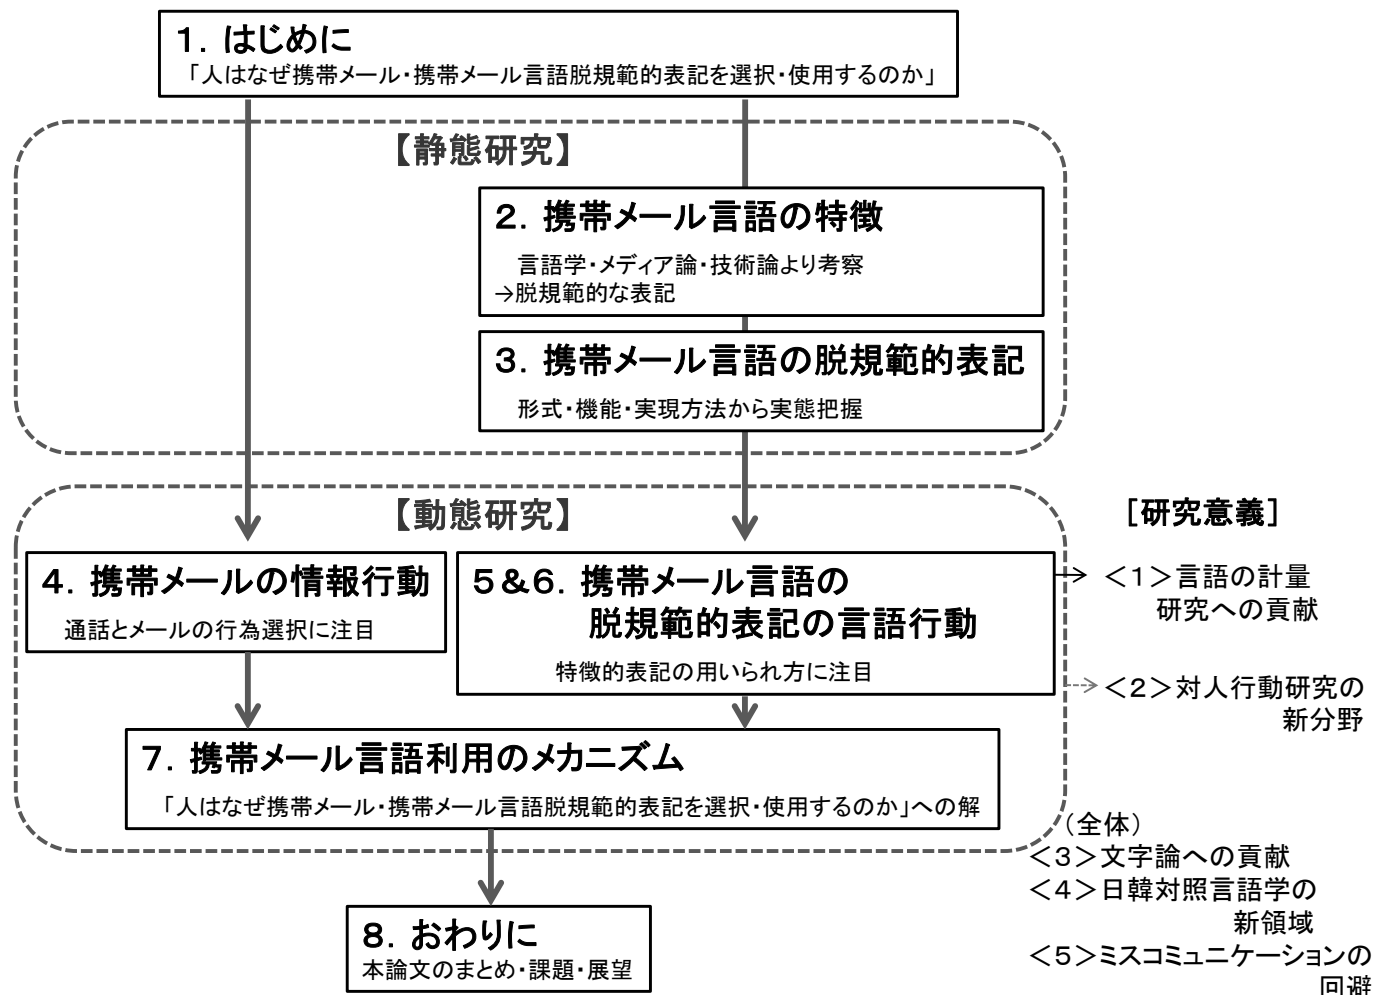 １．はじめに
「人はなぜ携帯メール・携帯メール言語脱規範的表記を選択・使用するのか」
【静態研究】
２．携帯メール言語の特徴
言語学・メディア論・技術論より考察
→脱規範的な表記
３．携帯メール言語の脱規範的表記
形式・機能・実現方法から実態把握
【動態研究】
４．携帯メールの情報行動
通話とメールの行為選択に注目
５＆６．携帯メール言語の
脱規範的表記の言語行動
特徴的表記の用いられ方に注目
７．携帯メール言語利用のメカニズム
「人はなぜ携帯メール・携帯メール言語脱規範的表記を選択・使用するのか」への解
８．おわりに
本論文のまとめ・課題・展望
［研究意義］
＜１＞言語の計量
研究への貢献
＜２＞対人行動研究の
新分野
（全体）
＜３＞文字論への貢献
＜４＞日韓対照言語学の
新領域
＜５＞ミスコミュニケーションの
回避